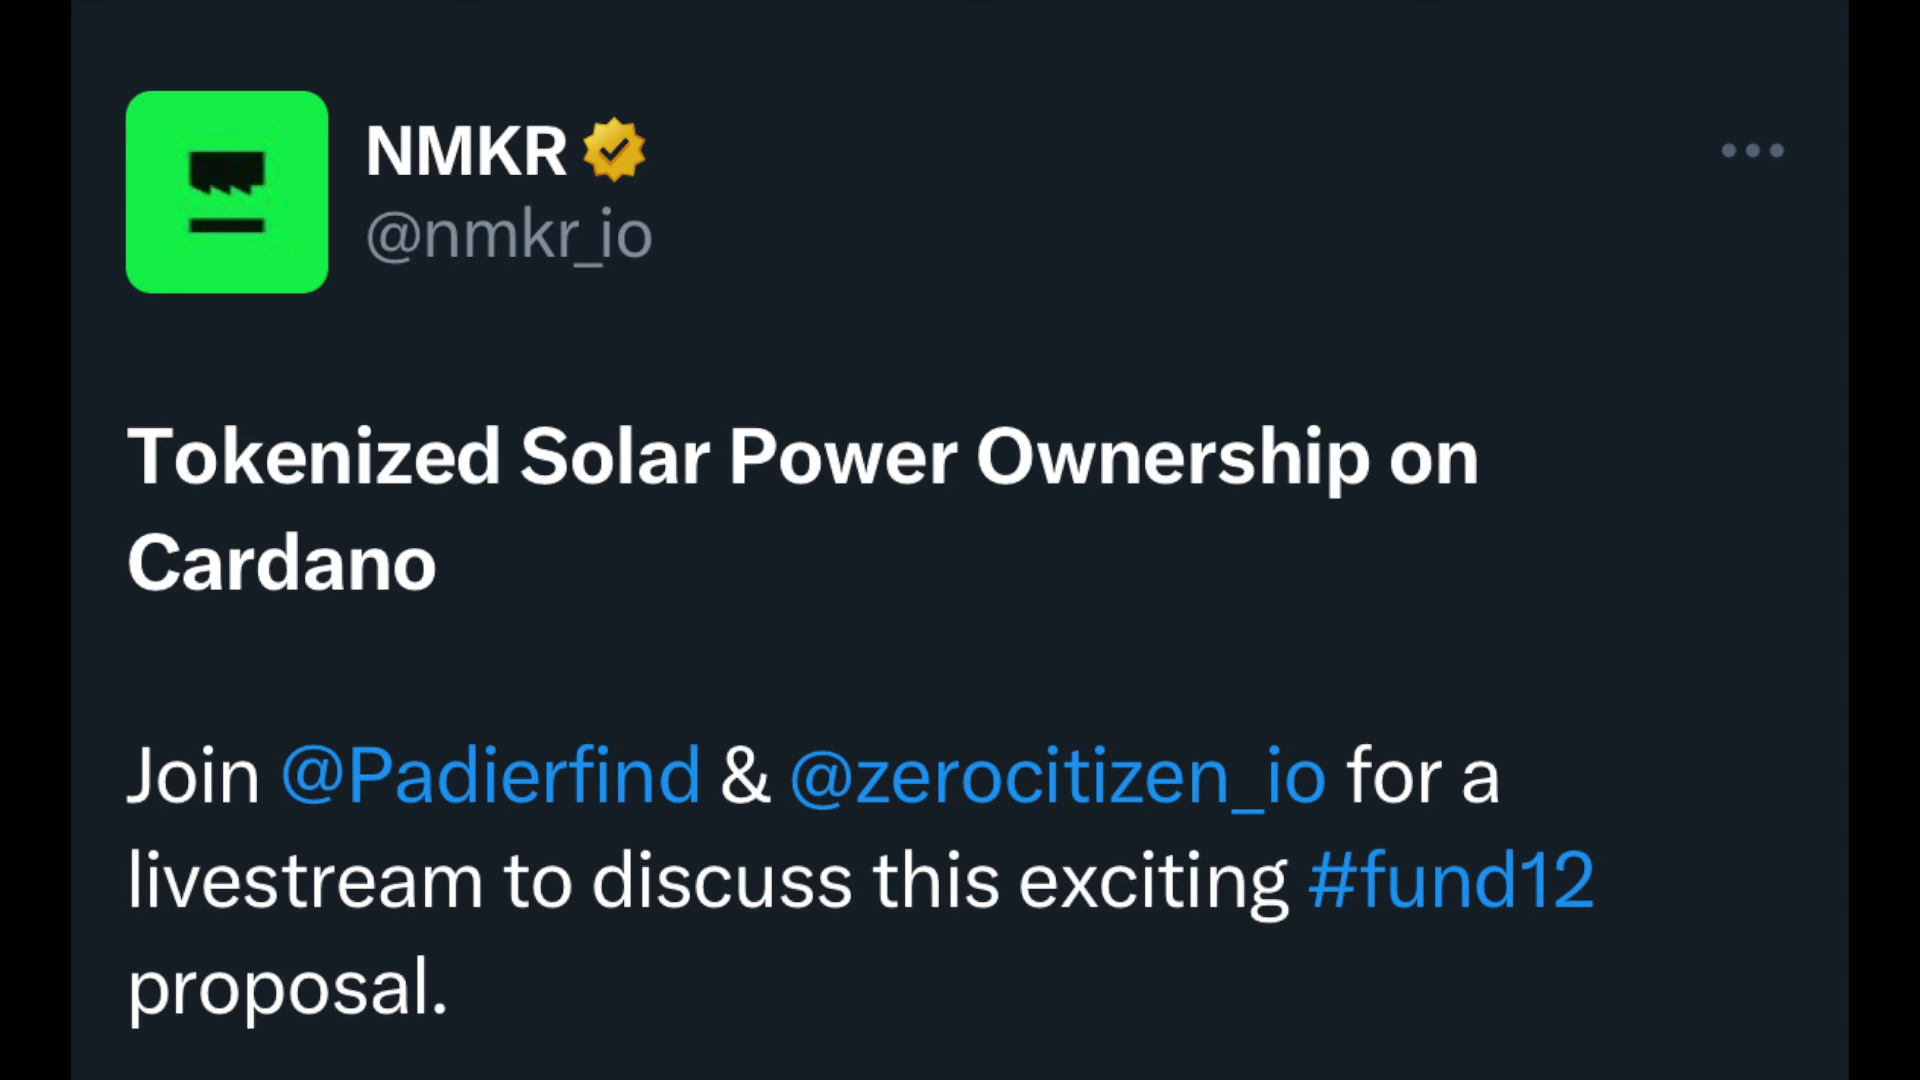 NMKR
@nmkr_io
Tokenized Solar Power Ownership on
Cardano
Join @Padierfind & @zerocitizen_io for a
livestream to discuss this exciting #fund12
proposal.